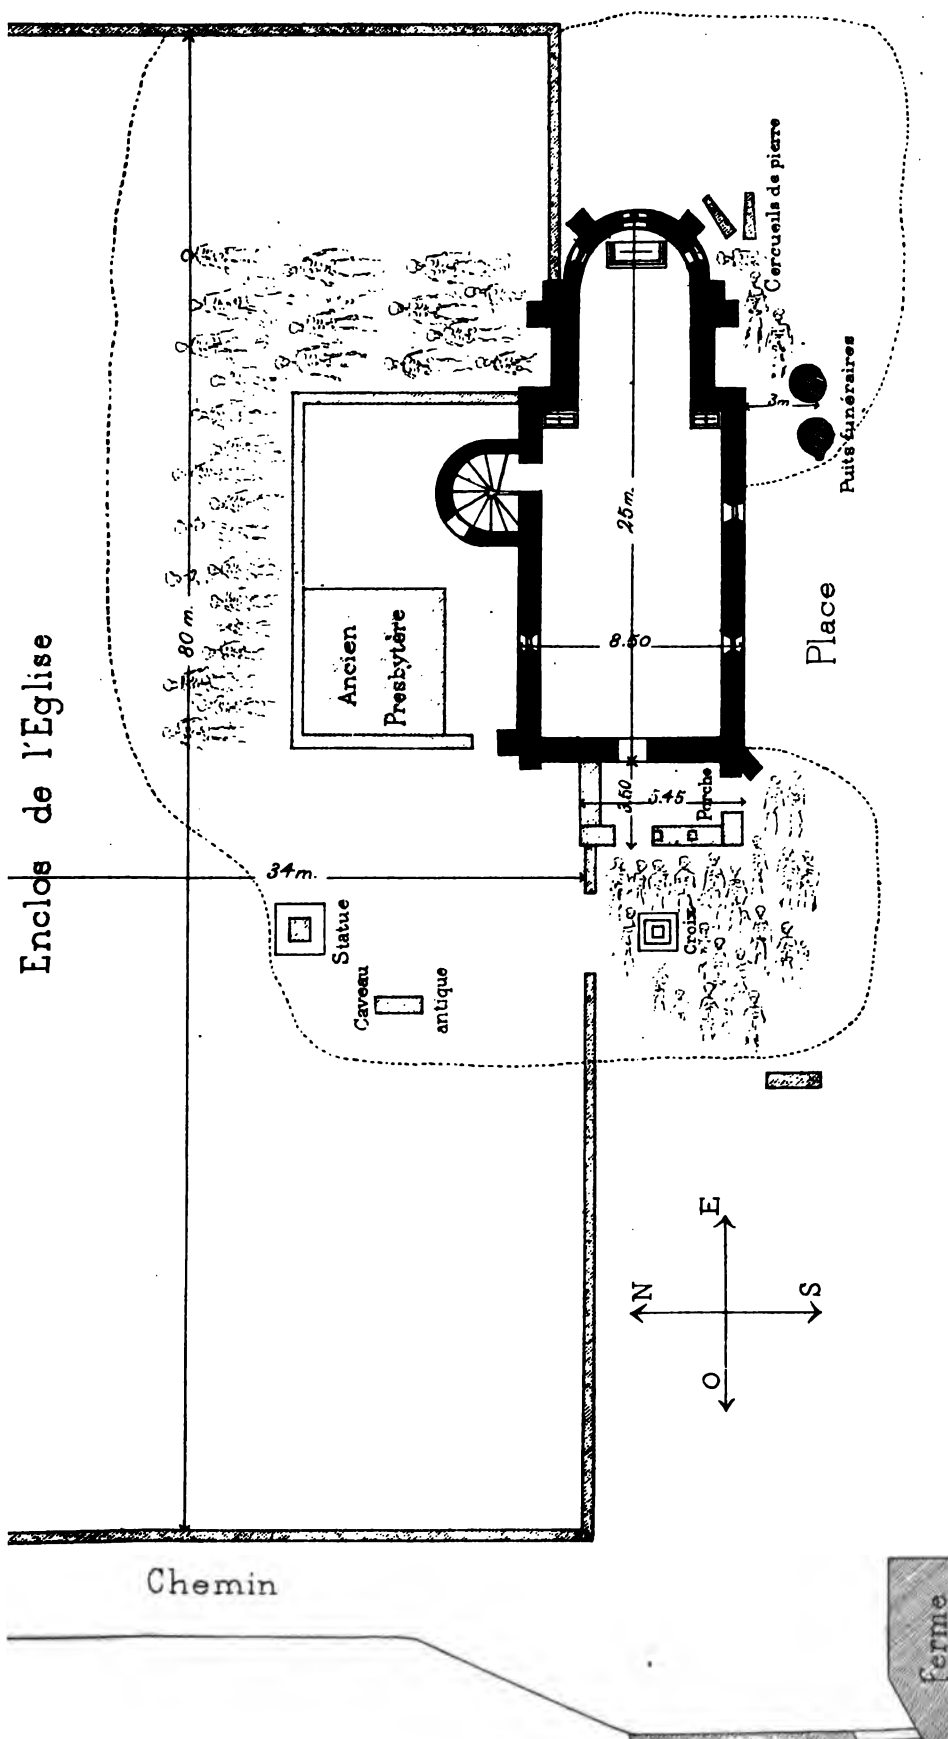 Enclos de l'Eglise
80 m.
34 m.
Ancien
Presbytère
Statue
Caveau
antique
25 m.
8.50
3.50
5.45
Porche
Croix
Cercueils de pierre
3m
Puits funéraires
Place
N
E
S
O
Chemin
Ferme